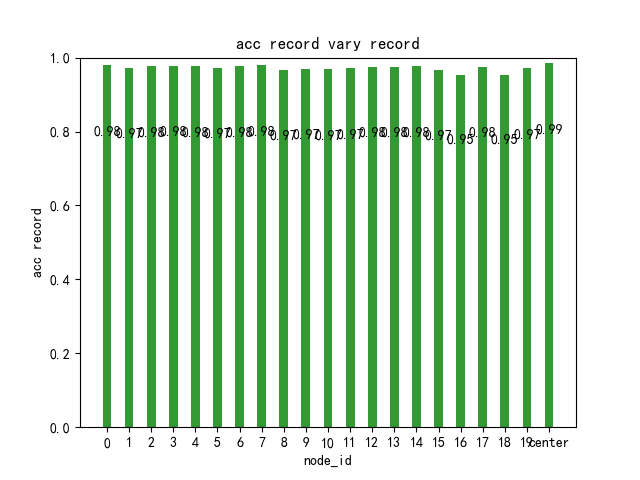 acc record vary record
1.0
0.8
0.6
0.4
0.2
0.0
acc record
0.98 0.97 0.98 0.98 0.98 0.97 0.98 0.98 0.97 0.97 0.97 0.97 0.98 0.98 0.98 0.97 0.95 0.98 0.95 0.97 0.99
0 1 2 3 4 5 6 7 8 9 10 11 12 13 14 15 16 17 18 19 center
node_id